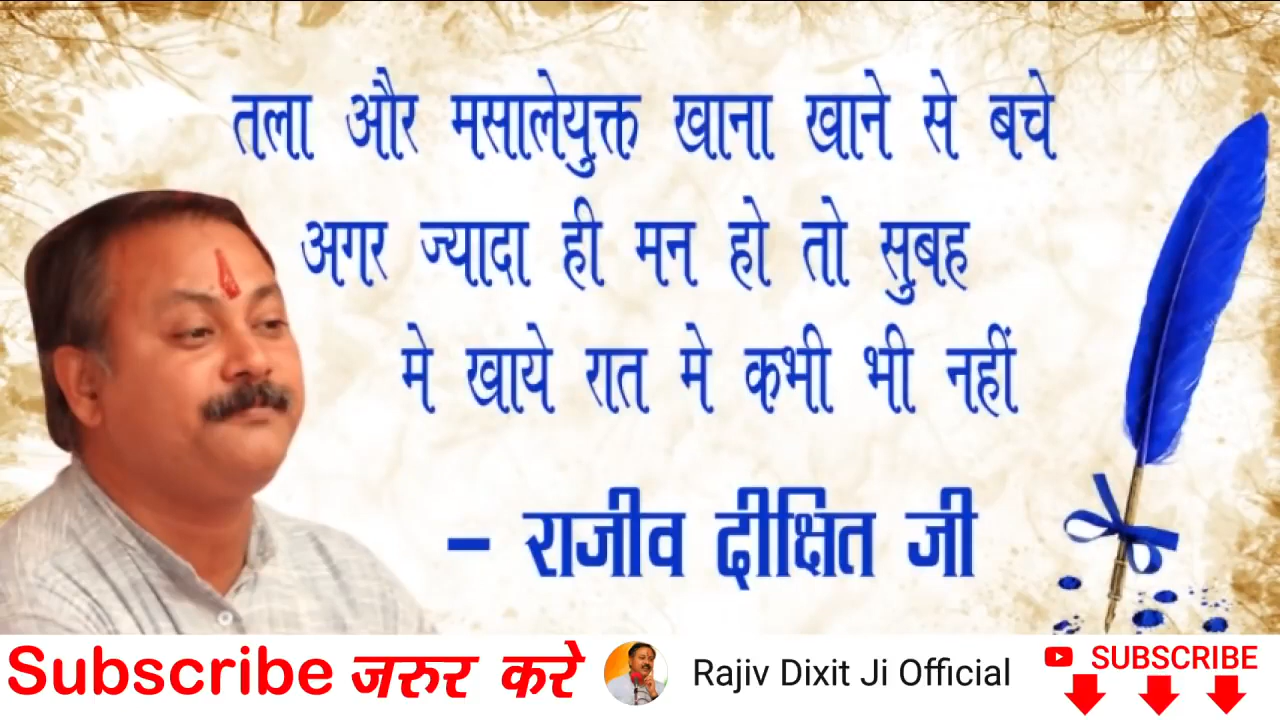 तला और मसालेयुक्त खाना खाने से बचे
अगर ज्यादा ही मन हो तो सुबह
मे खाये रात मे कभी भी नहीं
– राजीव दीक्षित जी
Subscribe जरुर करे Rajiv Dixit Ji Official SUBSCRIBE